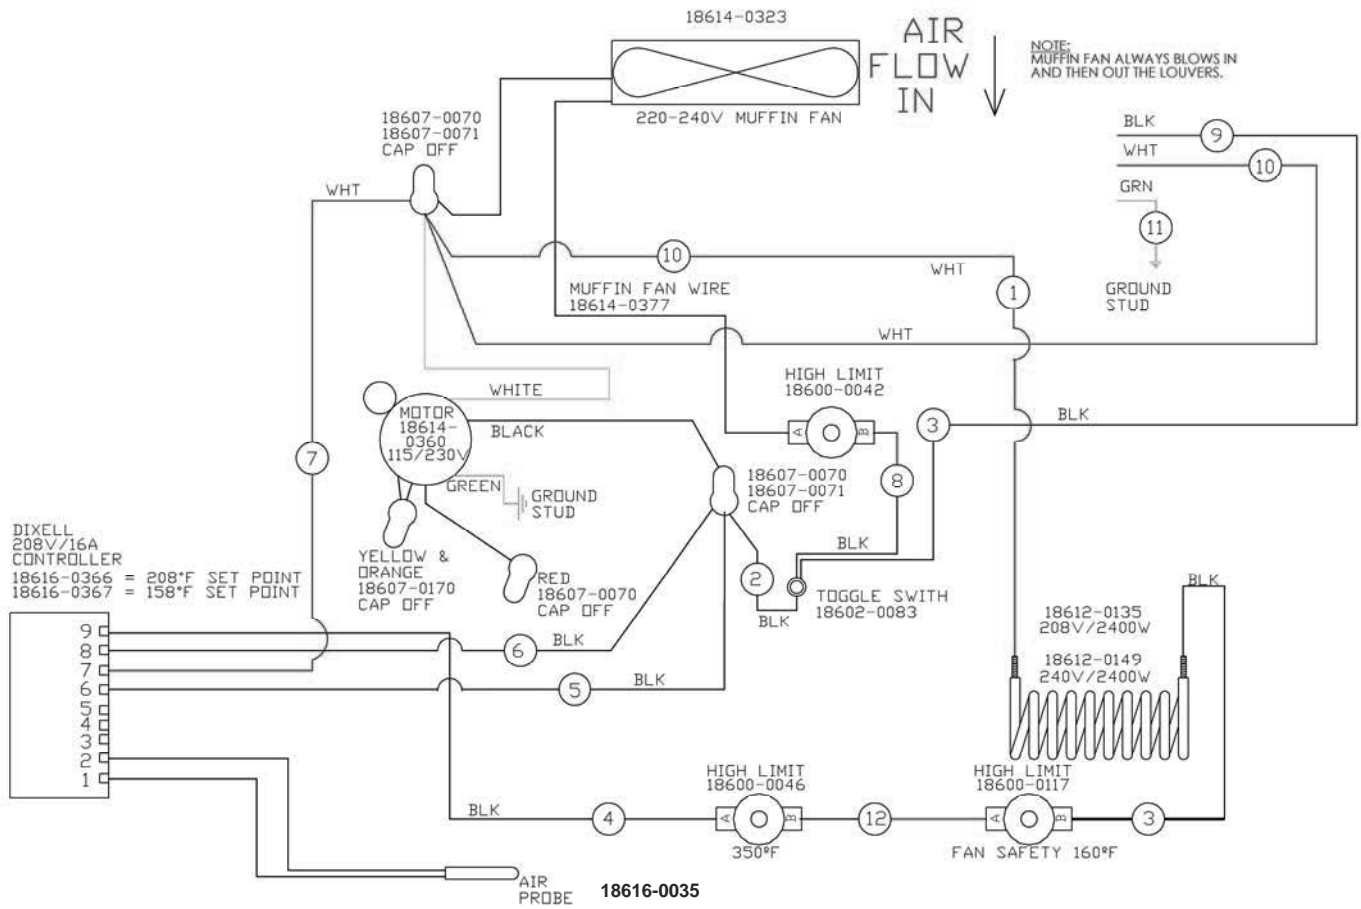 18614-0323
AIR
FLOW
IN
NOTE:
MUFFIN FAN ALWAYS BLOWS IN
AND THEN OUT THE LOUVERS.
220-240V MUFFIN FAN
18607-0070
18607-0071
CAP OFF
BLK
9
WHT
10
GRN
11
GROUND
STUD
WHT
10
WHT
1
MUFFIN FAN WIRE
18614-0377
WHT
HIGH LIMIT
18600-0042
A
B
WHITE
MOTOR
18614-
0360
115/230V
BLACK
3
BLK
7
GREEN
GROUND
STUD
18607-0070
18607-0071
CAP OFF
8
BLK
DIXELL
208V/16A
CONTROLLER
18616-0366 = 208°F SET POINT
18616-0367 = 158°F SET POINT
YELLOW &
ORANGE
18607-0170
CAP OFF
RED
18607-0070
CAP OFF
2
BLK
TOGGLE SWITH
18602-0083
BLK
18612-0135
208V/2400W
18612-0149
240V/2400W
9
8
7
6
5
4
3
2
1
6
BLK
5
BLK
HIGH LIMIT
18600-0046
HIGH LIMIT
18600-0117
BLK
4
A
B
12
A
B
3
350°F
FAN SAFETY 160°F
AIR
PROBE
18616-0035